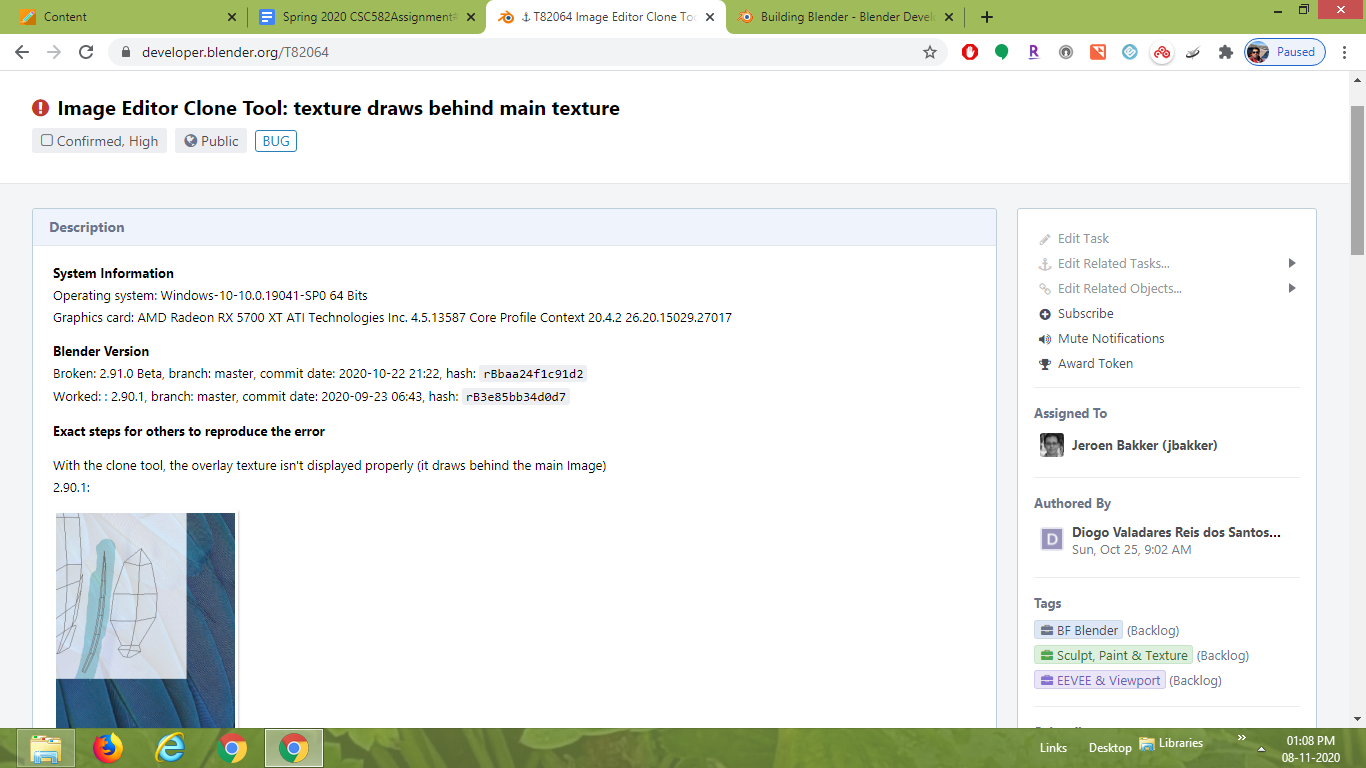 Content
Spring 2020 CSC582Assignment
T82064 Image Editor Clone Too
Building Blender - Blender Devel
developer.blender.org/T82064
Paused
Image Editor Clone Tool: texture draws behind main texture
Confirmed, High
Public
BUG
Description
System Information
Operating system: Windows-10-10.0.19041-SP0 64 Bits
Graphics card: AMD Radeon RX 5700 XT ATI Technologies Inc. 4.5.13587 Core Profile Context 20.4.2 26.20.15029.27017
Blender Version
Broken: 2.91.0 Beta, branch: master, commit date: 2020-10-22 21:22, hash: rBbaa24f1c91d2
Worked: : 2.90.1, branch: master, commit date: 2020-09-23 06:43, hash: rB3e85bb34d0d7
Exact steps for others to reproduce the error
With the clone tool, the overlay texture isn't displayed properly (it draws behind the main Image)
2.90.1:
Edit Task
Edit Related Tasks...
Edit Related Objects...
Subscribe
Mute Notifications
Award Token
Assigned To
Jeroen Bakker (jbakker)
Authored By
D
Diogo Valadares Reis dos Santos...
Sun, Oct 25, 9:02 AM
Tags
BF Blender (Backlog)
Sculpt, Paint & Texture (Backlog)
EEVEE & Viewport (Backlog)
Links
Desktop
Libraries
01:08 PM
08-11-2020